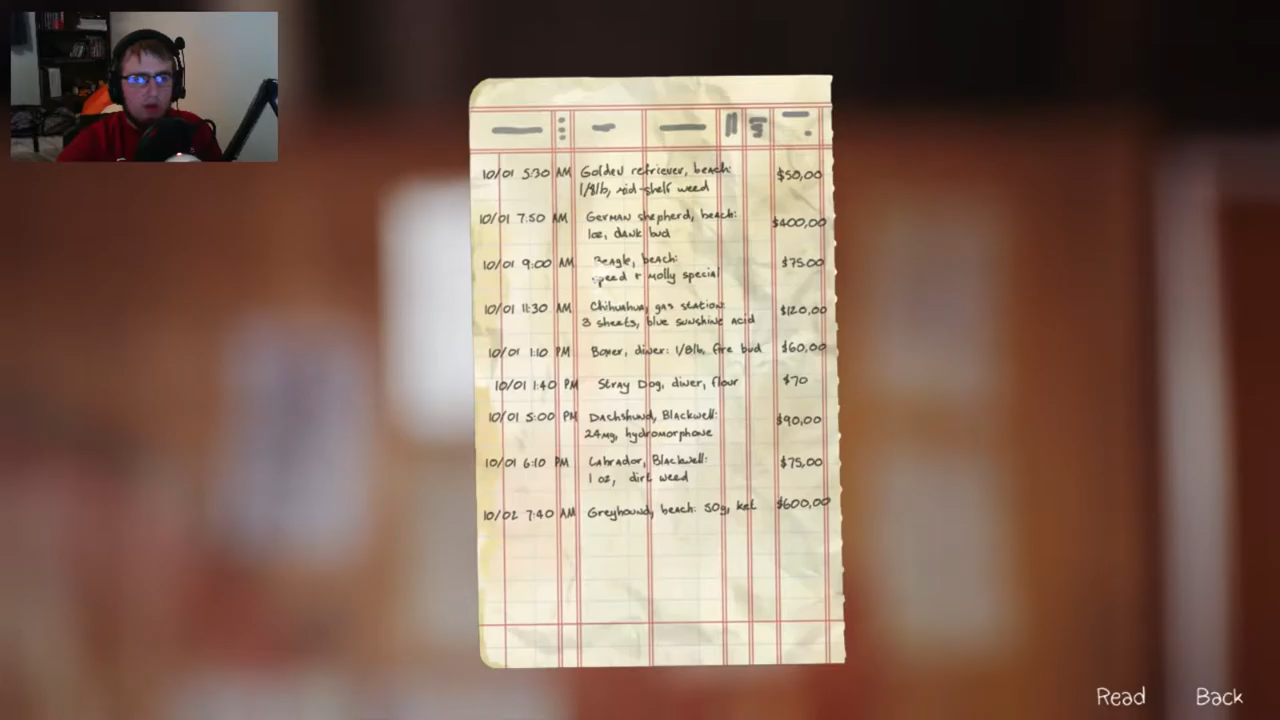 10/01 5:30 AM Golden retriever, beach: $50,00
1/8lb, mid-shelf weed
10/01 7:50 AM German shepherd, beach: $400,00
1oz, dank bud
10/01 9:00 AM Beagle, beach: $75.00
speed + molly special
10/01 11:30 AM Chihuahua, gas station: $120,00
3 sheets, blue sunshine acid
10/01 1:10 PM Boxer, diner: 1/8lb, fire bud $60,00
10/01 1:40 PM Stray Dog, diner, flour $70
10/01 5:00 PM Dachshund, Blackwell: $90,00
24mg, hydromorphone
10/01 6:10 PM Labrador, Blackwell: $75,00
1 oz, dirt weed
10/02 7:40 AM Greyhound, beach: 50g, ket $600,00
Read Back